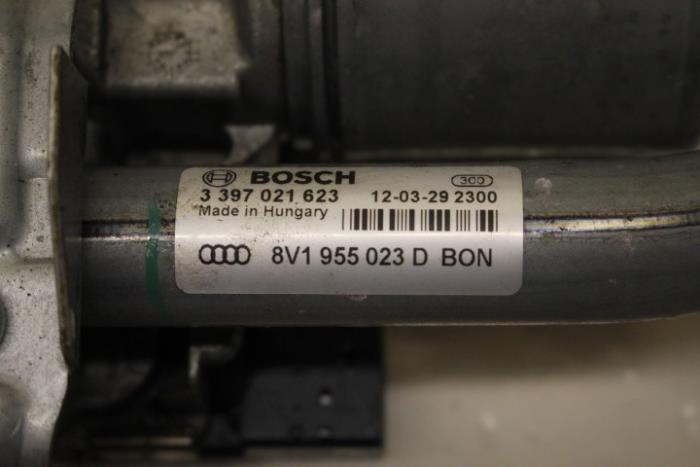 BOSCH 300
3 397 021 623 12-03-29 2300
Made in Hungary
8V1 955 023 D BON